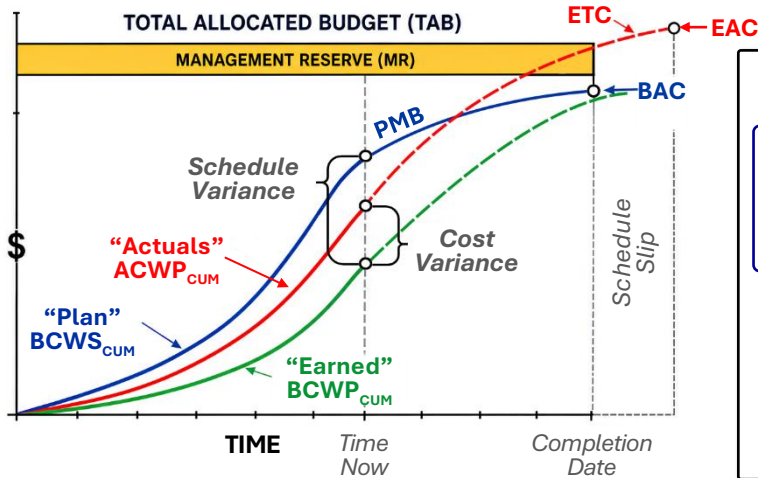 TOTAL ALLOCATED BUDGET (TAB)
ETC
EAC
MANAGEMENT RESERVE (MR)
BAC
PMB
Schedule
Variance
$
“Actuals”
ACWPCUM
Cost
Variance
Schedule
Slip
“Plan”
BCWSCUM
“Earned”
BCWPCUM
TIME
Time
Now
Completion
Date